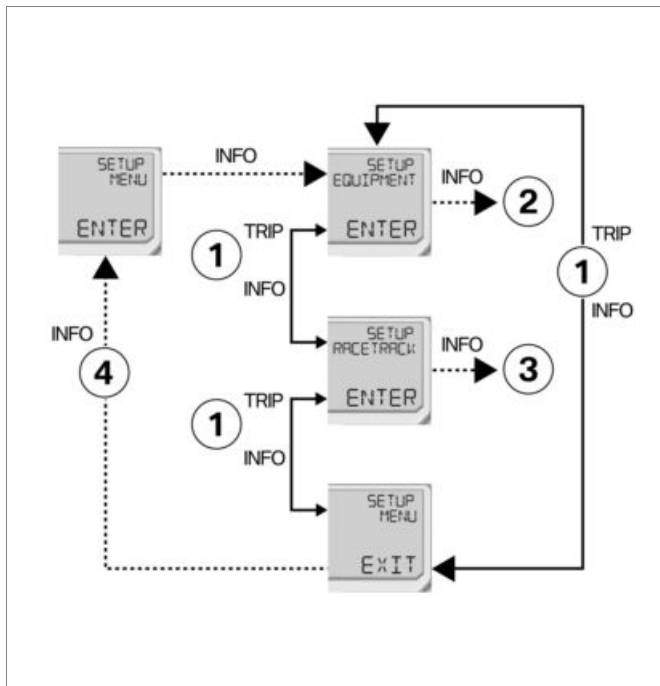 SETUP
MENU
ENTER
INFO
SETUP
EQUIPMENT
ENTER
INFO
2
TRIP
1
INFO
TRIP
1
INFO
SETUP
RACETRACK
ENTER
INFO
3
INFO
4
TRIP
1
INFO
SETUP
MENU
EXIT